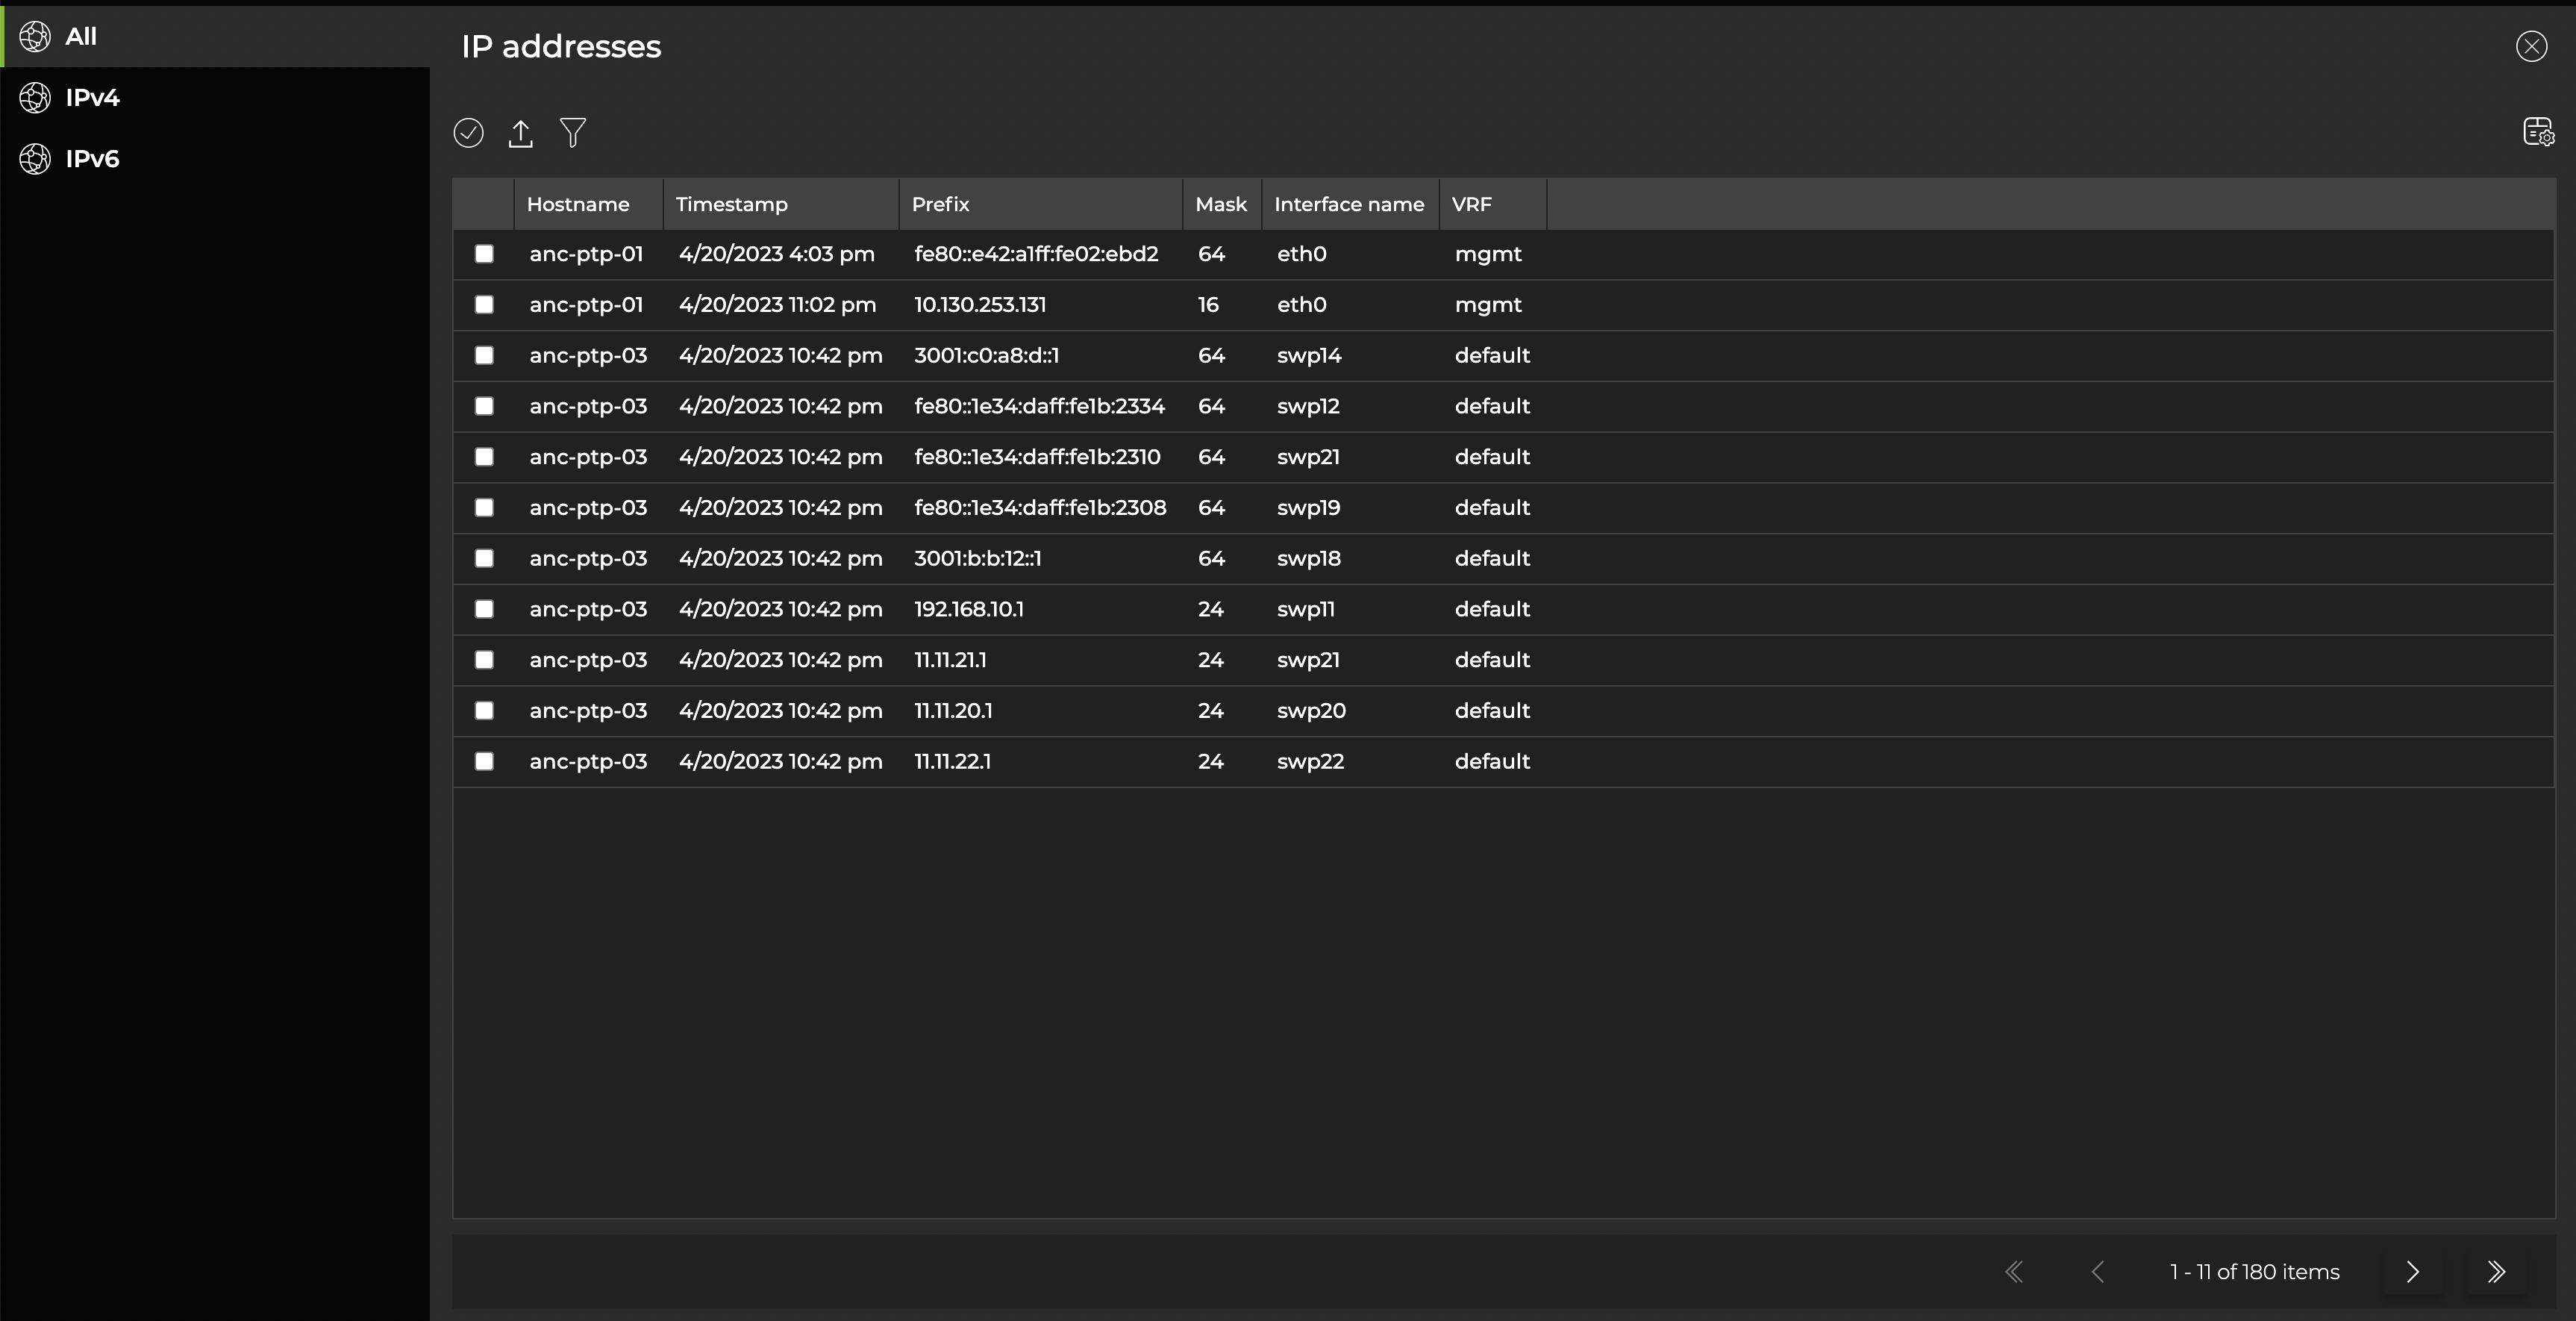 All
IPv4
IPv6
IP addresses
Hostname Timestamp Prefix Mask Interface name VRF
anc-ptp-01 4/20/2023 4:03 pm fe80::e42:a1ff:fe02:ebd2 64 eth0 mgmt
anc-ptp-01 4/20/2023 11:02 pm 10.130.253.131 16 eth0 mgmt
anc-ptp-03 4/20/2023 10:42 pm 3001:c0:a8:d::1 64 swp14 default
anc-ptp-03 4/20/2023 10:42 pm fe80::1e34:daff:fe1b:2334 64 swp12 default
anc-ptp-03 4/20/2023 10:42 pm fe80::1e34:daff:fe1b:2310 64 swp21 default
anc-ptp-03 4/20/2023 10:42 pm fe80::1e34:daff:fe1b:2308 64 swp19 default
anc-ptp-03 4/20/2023 10:42 pm 3001:b:b:12::1 64 swp18 default
anc-ptp-03 4/20/2023 10:42 pm 192.168.10.1 24 swp11 default
anc-ptp-03 4/20/2023 10:42 pm 11.11.21.1 24 swp21 default
anc-ptp-03 4/20/2023 10:42 pm 11.11.20.1 24 swp20 default
anc-ptp-03 4/20/2023 10:42 pm 11.11.22.1 24 swp22 default
1 - 11 of 180 items